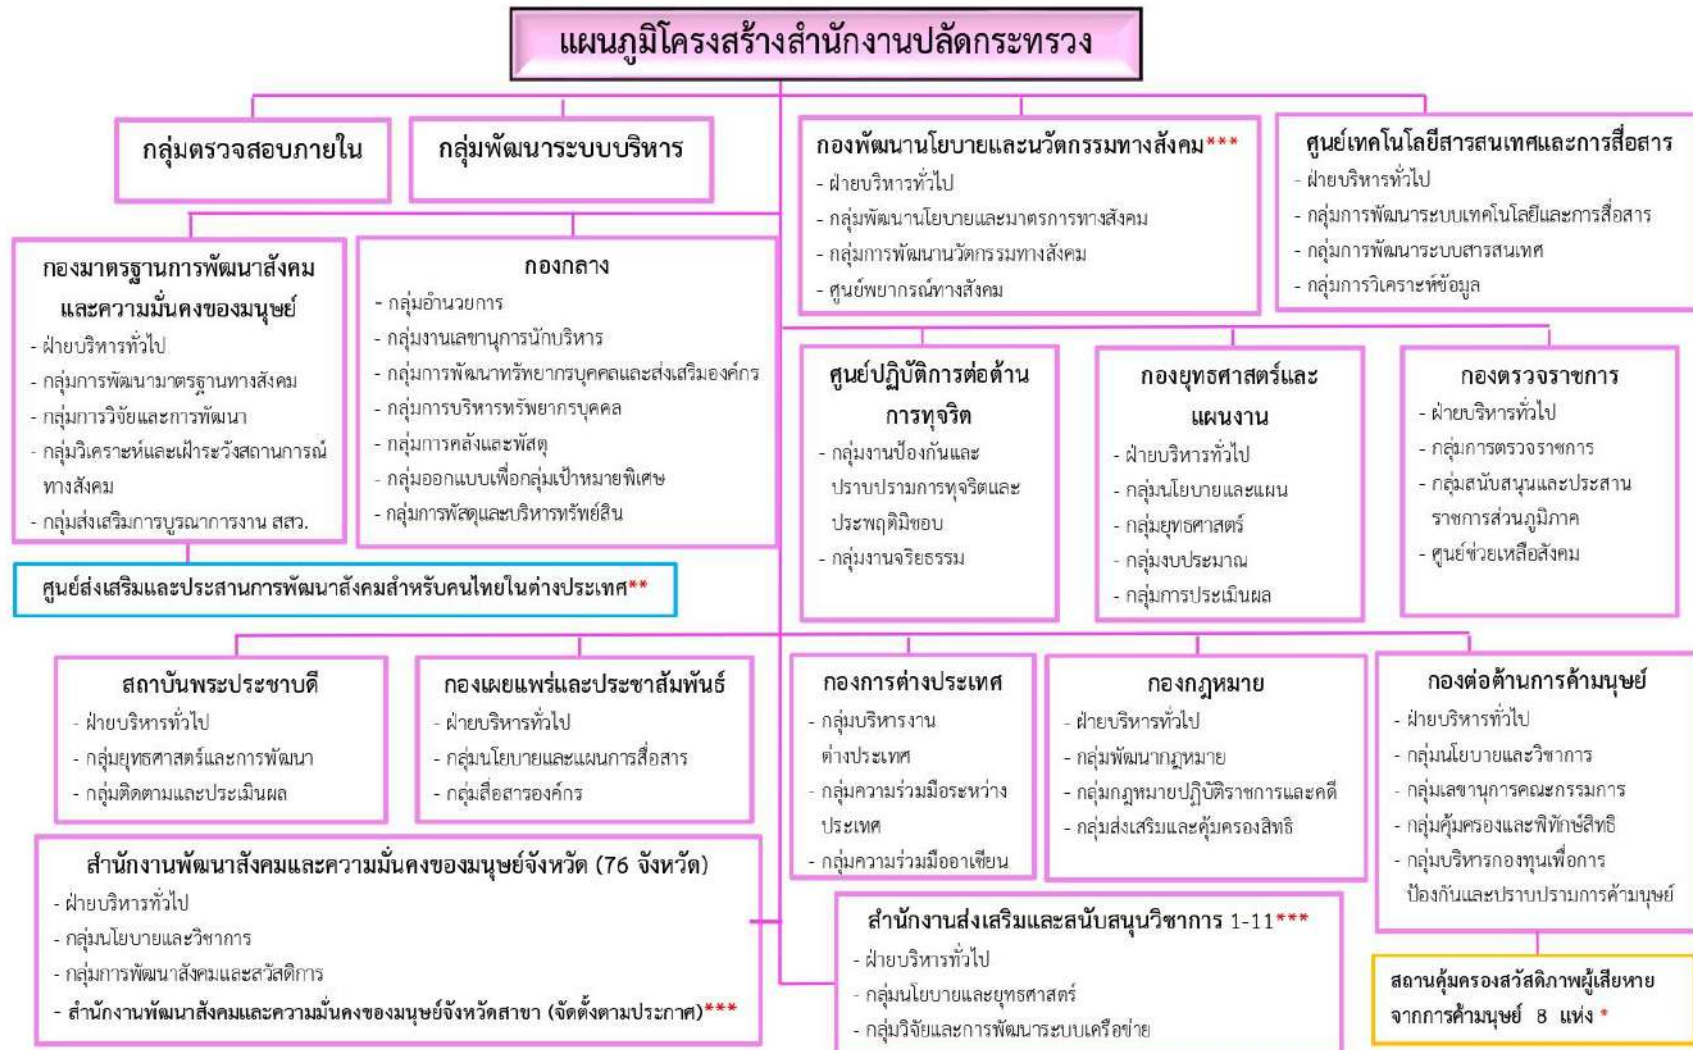 แผนภูมิโครงสร้างสำนักงานปลัดกระทรวง
กลุ่มตรวจสอบภายใน
กลุ่มพัฒนาระบบบริหาร
กองพัฒนานโยบายและนวัตกรรมทางสังคม***
- ฝ่ายบริหารทั่วไป
- กลุ่มพัฒนานโยบายและมาตรการทางสังคม
- กลุ่มการพัฒนานวัตกรรมทางสังคม
- ศูนย์พยากรณ์ทางสังคม
ศูนย์เทคโนโลยีสารสนเทศและการสื่อสาร
- ฝ่ายบริหารทั่วไป
- กลุ่มการพัฒนาระบบเทคโนโลยีและการสื่อสาร
- กลุ่มการพัฒนาระบบสารสนเทศ
- กลุ่มการวิเคราะห์ข้อมูล
กองมาตรฐานการพัฒนาสังคม
และความมั่นคงของมนุษย์
- ฝ่ายบริหารทั่วไป
- กลุ่มการพัฒนามาตรฐานทางสังคม
- กลุ่มการวิจัยและการพัฒนา
- กลุ่มวิเคราะห์และเฝ้าระวังสถานการณ์
ทางสังคม
- กลุ่มส่งเสริมการบูรณาการงาน สสว.
กองกลาง
- กลุ่มอำนวยการ
- กลุ่มงานเลขานุการนักบริหาร
- กลุ่มการพัฒนาทรัพยากรบุคคลและส่งเสริมองค์กร
- กลุ่มการบริหารทรัพยากรบุคคล
- กลุ่มการคลังและพัสดุ
- กลุ่มออกแบบเพื่อกลุ่มเป้าหมายพิเศษ
- กลุ่มการพัสดุและบริหารทรัพย์สิน
ศูนย์ปฏิบัติการต่อต้าน
การทุจริต
- กลุ่มงานป้องกันและ
ปราบปรามการทุจริตและ
ประพฤติมิชอบ
- กลุ่มงานจริยธรรม
กองยุทธศาสตร์และ
แผนงาน
- ฝ่ายบริหารทั่วไป
- กลุ่มนโยบายและแผน
- กลุ่มยุทธศาสตร์
- กลุ่มงบประมาณ
- กลุ่มการประเมินผล
กองตรวจราชการ
- ฝ่ายบริหารทั่วไป
- กลุ่มการตรวจราชการ
- กลุ่มสนับสนุนและประสาน
ราชการส่วนภูมิภาค
- ศูนย์ช่วยเหลือสังคม
ศูนย์ส่งเสริมและประสานการพัฒนาสังคมสำหรับคนไทยในต่างประเทศ**
สถาบันพระประชาบดี
- ฝ่ายบริหารทั่วไป
- กลุ่มยุทธศาสตร์และการพัฒนา
- กลุ่มติดตามและประเมินผล
กองเผยแพร่และประชาสัมพันธ์
- ฝ่ายบริหารทั่วไป
- กลุ่มนโยบายและแผนการสื่อสาร
- กลุ่มสื่อสารองค์กร
กองการต่างประเทศ
- กลุ่มบริหารงาน
ต่างประเทศ
- กลุ่มความร่วมมือระหว่าง
ประเทศ
- กลุ่มความร่วมมืออาเซียน
กองกฎหมาย
- ฝ่ายบริหารทั่วไป
- กลุ่มพัฒนากฎหมาย
- กลุ่มกฎหมายปฏิบัติราชการและคดี
- กลุ่มส่งเสริมและคุ้มครองสิทธิ
กองต่อต้านการค้ามนุษย์
- ฝ่ายบริหารทั่วไป
- กลุ่มนโยบายและวิชาการ
- กลุ่มเลขานุการคณะกรรมการ
- กลุ่มคุ้มครองและพิทักษ์สิทธิ
- กลุ่มบริหารกองทุนเพื่อการ
ป้องกันและปราบปรามการค้ามนุษย์
สำนักงานพัฒนาสังคมและความมั่นคงของมนุษย์จังหวัด (76 จังหวัด)
- ฝ่ายบริหารทั่วไป
- กลุ่มนโยบายและวิชาการ
- กลุ่มการพัฒนาสังคมและสวัสดิการ
- สำนักงานพัฒนาสังคมและความมั่นคงของมนุษย์จังหวัดสาขา (จัดตั้งตามประกาศ)***
สำนักงานส่งเสริมและสนับสนุนวิชาการ 1-11***
- ฝ่ายบริหารทั่วไป
- กลุ่มนโยบายและยุทธศาสตร์
- กลุ่มวิจัยและการพัฒนาระบบเครือข่าย
สถานคุ้มครองสวัสดิภาพผู้เสียหาย
จากการค้ามนุษย์ 8 แห่ง *